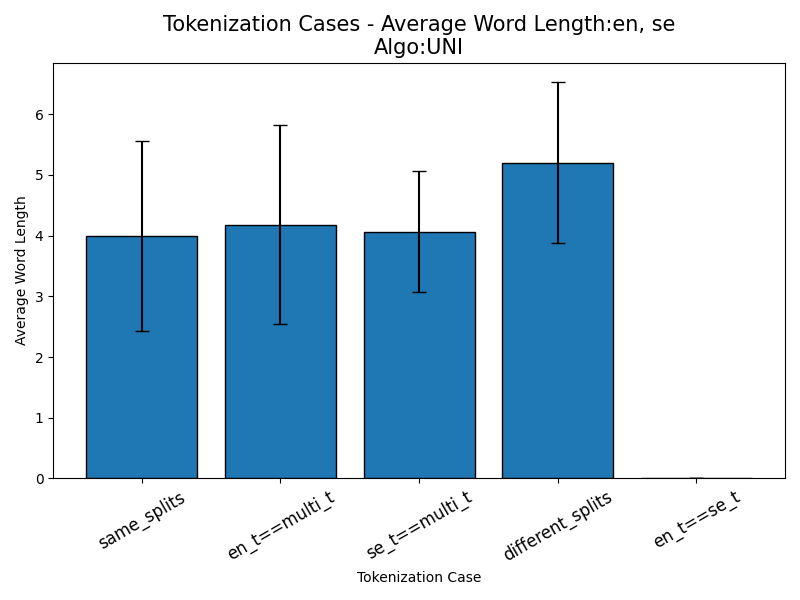 Tokenization Cases - Average Word Length:en, se
Algo:UNI
Average Word Length
6
5
4
3
2
1
0
same_splits
en_t==multi_t
se_t==multi_t
different_splits
en_t==se_t
Tokenization Case